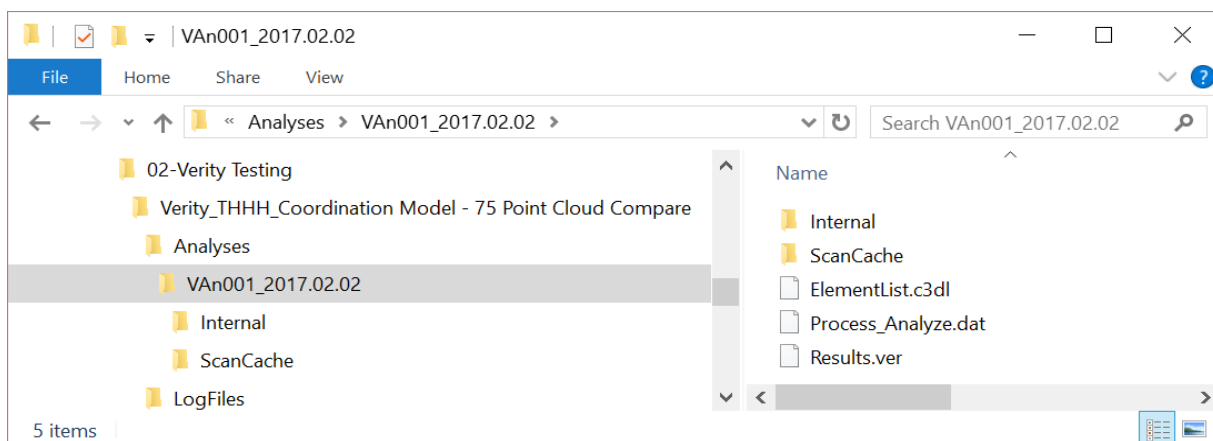 VAn001_2017.02.02
File Home Share View
« Analyses > VAn001_2017.02.02 > Search VAn001_2017.02.02
02-Verity Testing
Verity_THHH_Coordination Model - 75 Point Cloud Compare
Analyses
VAn001_2017.02.02
Internal
ScanCache
LogFiles
Name
Internal
ScanCache
ElementList.c3dl
Process_Analyze.dat
Results.ver
5 items